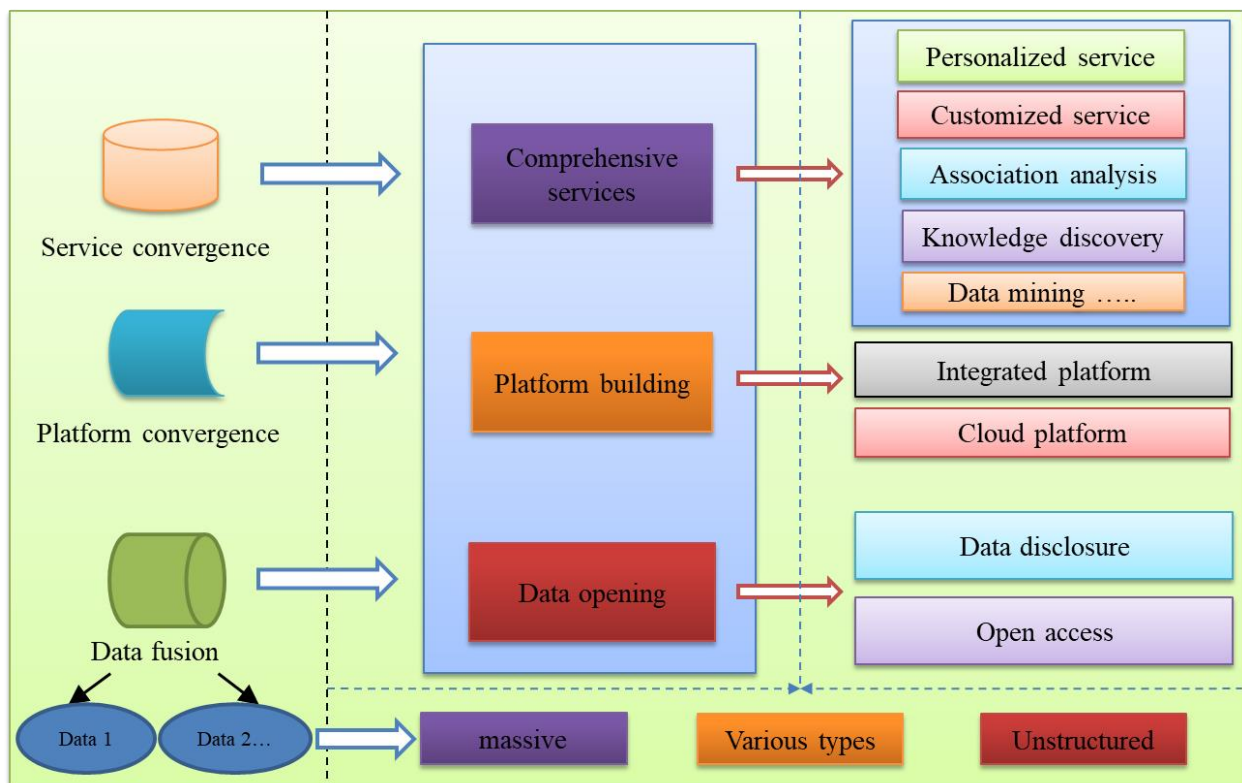 Service convergence
Platform convergence
Data fusion
Data 1
Data 2...
Comprehensive
services
Platform building
Data opening
Personalized service
Customized service
Association analysis
Knowledge discovery
Data mining .....
Integrated platform
Cloud platform
Data disclosure
Open access
massive
Various types
Unstructured